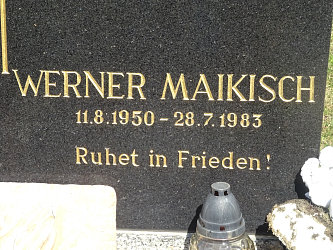 WERNER MAIKISCH
11.8.1950 - 28.7.1983
Ruhet in Frieden!